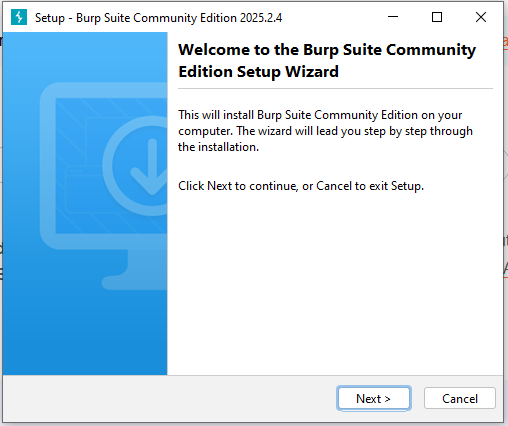 Setup - Burp Suite Community Edition 2025.2.4
Welcome to the Burp Suite Community
Edition Setup Wizard
This will install Burp Suite Community Edition on your
computer. The wizard will lead you step by step through
the installation.
Click Next to continue, or Cancel to exit Setup.
Next >
Cancel